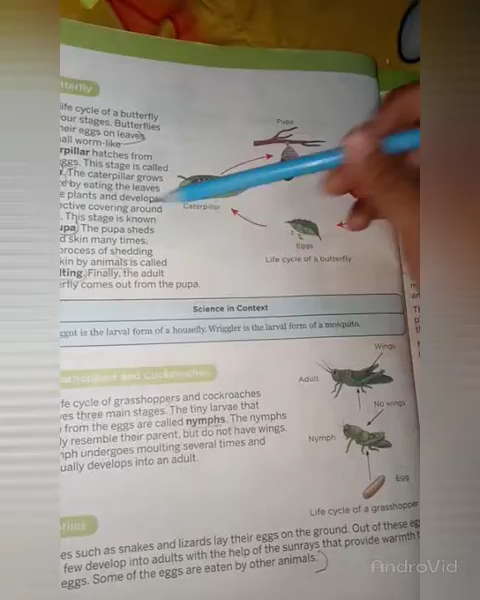 tterfly
life cycle of a butterfly
our stages. Butterflies
heir eggs on leaves
all worm-like
rpillar hatches from
ggs. This stage is called
The caterpillar grows
by eating the leaves
e plants and develops
ective covering around
. This stage is known
upa) The pupa sheds
d skin many times.
process of shedding
kin by animals is called
lting. Finally, the adult
erfly comes out from the pupa.
Pupa
Caterpillar
Eggs
Life cycle of a butterfly
Science in Context
ggot is the larval form of a housefly. Wriggler is the larval form of a mosquito.
and Cockroaches
fe cycle of grasshoppers and cockroaches
es three main stages. The tiny larvae that
from the eggs are called nymphs. The nymphs
ly resemble their parent, but do not have wings.
ph undergoes moulting several times and
ually develops into an adult.
Wings
Adult
No wings
Nymph
Egg
Life cycle of a grasshopper
es such as snakes and lizards lay their eggs on the ground. Out of these eg
few develop into adults with the help of the sunrays that provide warmth t
eggs. Some of the eggs are eaten by other animals.)
AndroVid